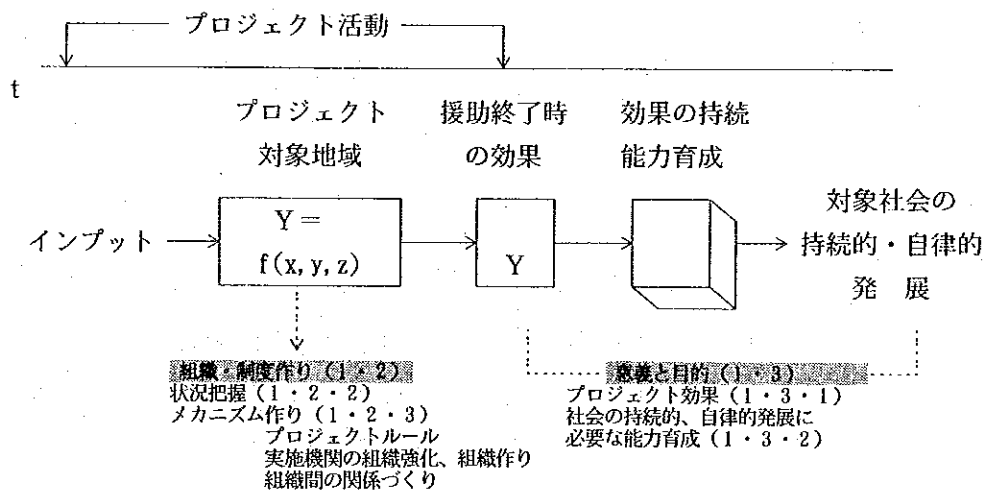 プロジェクト活動
t
プロジェクト
対象地域
援助終了時
の効果
効果の持続
能力育成
インプット
Y=
f(x,y,z)
Y
対象社会の
持続的・自律的
発 展
組織・制度作り(1・2)
状況把握(1・2・2)
メカニズム作り(1・2・3)
プロジェクトルール
実施機関の組織強化、組織作り
組織間の関係づくり
意義と目的(1・3)
プロジェクト効果(1・3・1)
社会の持続的、自律的発展に
必要な能力育成(1・3・2)